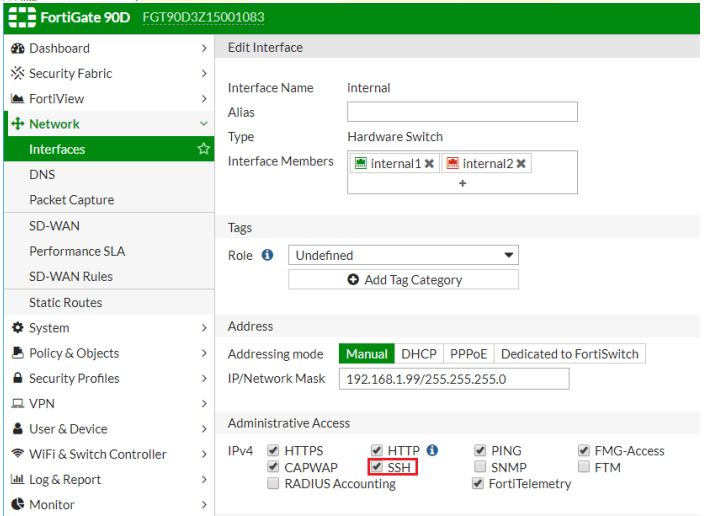 FortiGate 90D FGT90D3Z15001083
Dashboard
Security Fabric
FortiView
Network
Interfaces
DNS
Packet Capture
SD-WAN
Performance SLA
SD-WAN Rules
Static Routes
System
Policy & Objects
Security Profiles
VPN
User & Device
WiFi & Switch Controller
Log & Report
Monitor
Edit Interface
Interface Name internal
Alias
Type Hardware Switch
Interface Members internal1 internal2
+
Tags
Role Undefined
Add Tag Category
Address
Addressing mode Manual DHCP PPPoE Dedicated to FortiSwitch
IP/Network Mask 192.168.1.99/255.255.255.0
Administrative Access
IPv4 HTTPS HTTP PING FMG-Access
CAPWAP SSH SNMP FTM
RADIUS Accounting FortiTelemetry